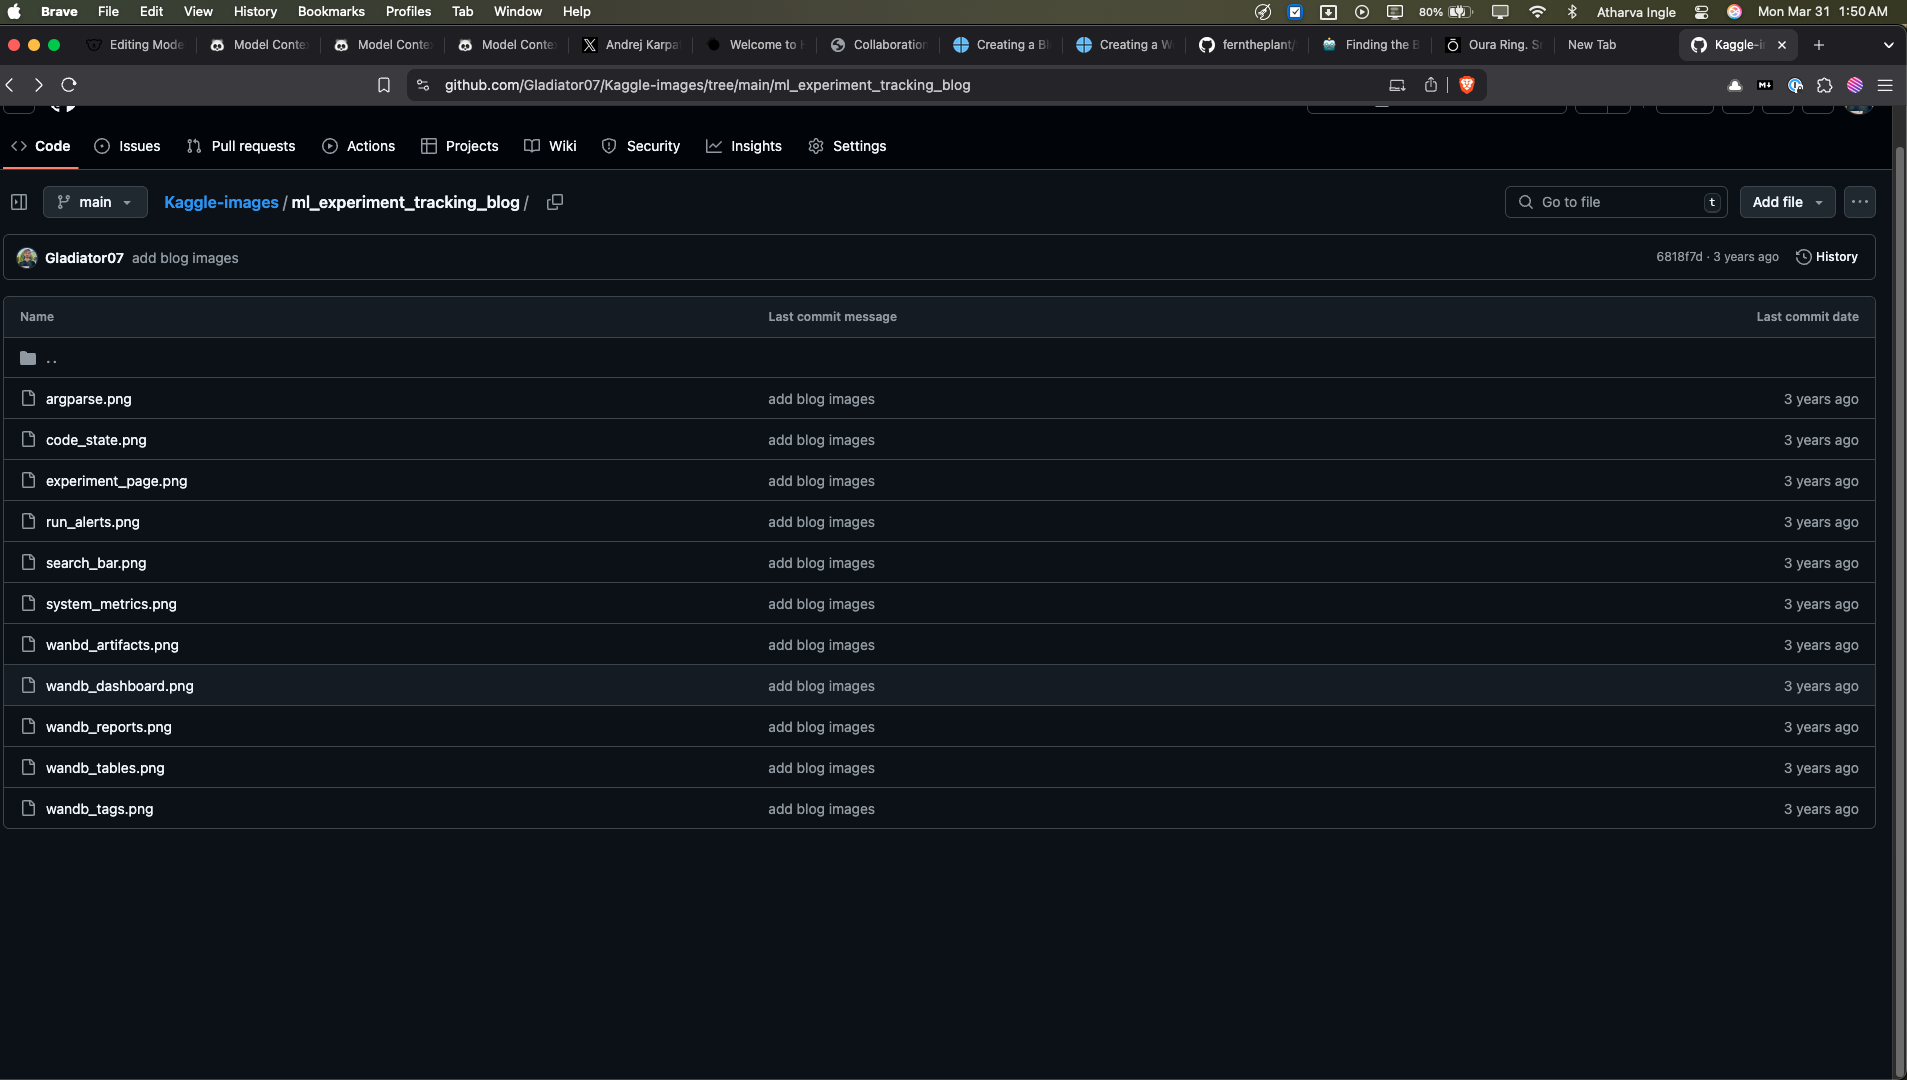 Brave File Edit View History Bookmarks Profiles Tab Window Help 80% Atharva Ingle Mon Mar 31 1:50 AM
Editing Mode Model Conte Model Conte Model Conte Andrej Karpa Welcome to Collaboration Creating a Creating a ferntheplant/ Finding the Oura Ring. New Tab Kaggle-i
github.com/Gladiator07/Kaggle-images/tree/main/ml_experiment_tracking_blog
Code Issues Pull requests Actions Projects Wiki Security Insights Settings
main Kaggle-images / ml_experiment_tracking_blog / Go to file t Add file ...
Gladiator07 add blog images 6818f7d · 3 years ago History
Name Last commit message Last commit date
..
argparse.png add blog images 3 years ago
code_state.png add blog images 3 years ago
experiment_page.png add blog images 3 years ago
run_alerts.png add blog images 3 years ago
search_bar.png add blog images 3 years ago
system_metrics.png add blog images 3 years ago
wanbd_artifacts.png add blog images 3 years ago
wandb_dashboard.png add blog images 3 years ago
wandb_reports.png add blog images 3 years ago
wandb_tables.png add blog images 3 years ago
wandb_tags.png add blog images 3 years ago